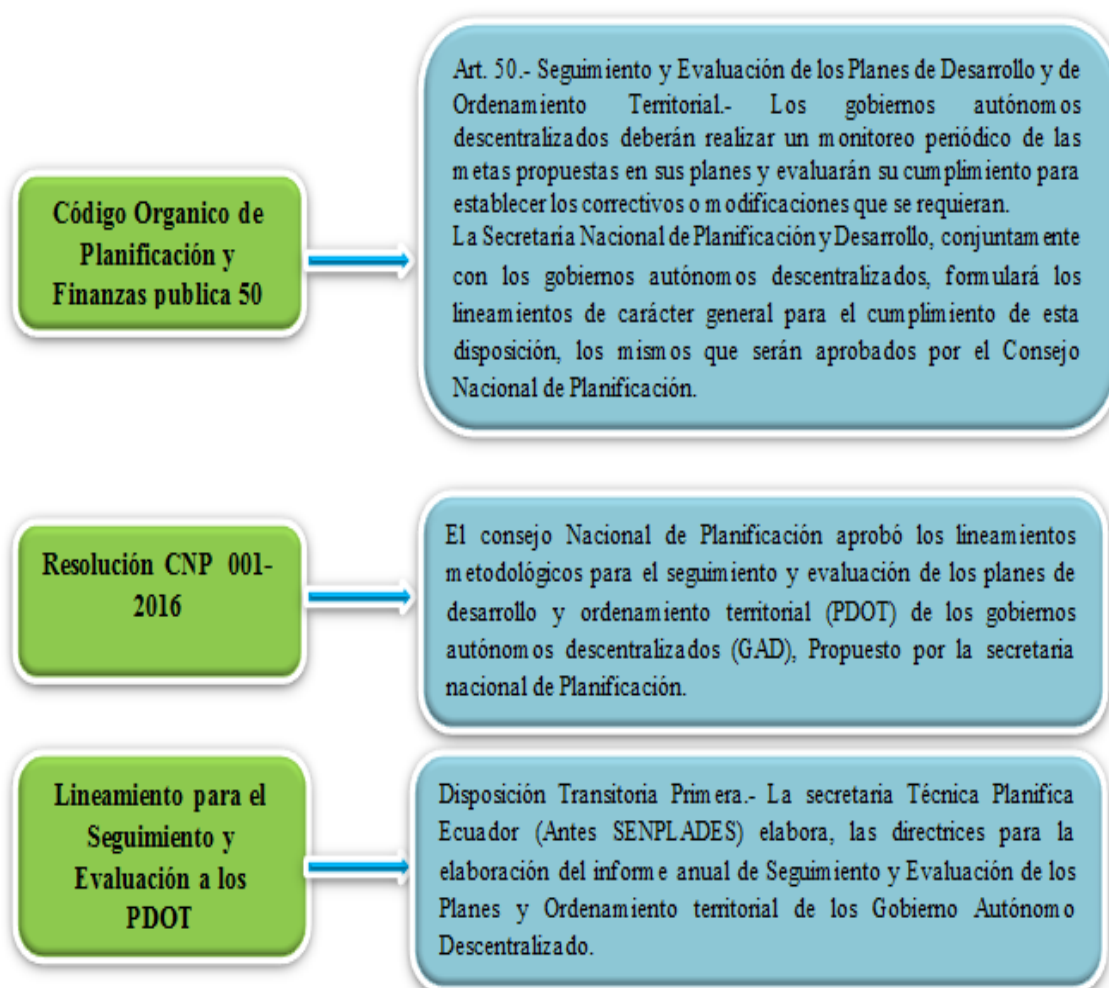 Código Organico de
Planificación y
Finanzas publica 50
Art. 50.- Seguimiento y Evaluación de los Planes de Desarrollo y de
Ordenamiento Territorial.- Los gobiernos autónomos
descentralizados deberán realizar un monitoreo periódico de las
metas propuestas en sus planes y evaluarán su cumplimiento para
establecer los correctivos o modificaciones que se requieran.
La Secretaria Nacional de Planificación y Desarrollo, conjuntamente
con los gobiernos autónomos descentralizados, formulará los
lineamientos de carácter general para el cumplimiento de esta
disposición, los mismos que serán aprobados por el Consejo
Nacional de Planificación.
Resolución CNP 001-
2016
El consejo Nacional de Planificación aprobó los lineamientos
metodológicos para el seguimiento y evaluación de los planes de
desarrollo y ordenamiento territorial (PDOT) de los gobiernos
autónomos descentralizados (GAD), Propuesto por la secretaria
nacional de Planificación.
Lineamiento para el
Seguimiento y
Evaluación a los
PDOT
Disposición Transitoria Primera.- La secretaria Técnica Planifica
Ecuador (Antes SENPLADES) elabora, las directrices para la
elaboración del informe anual de Seguimiento y Evaluación de los
Planes y Ordenamiento territorial de los Gobierno Autónomo
Descentralizado.